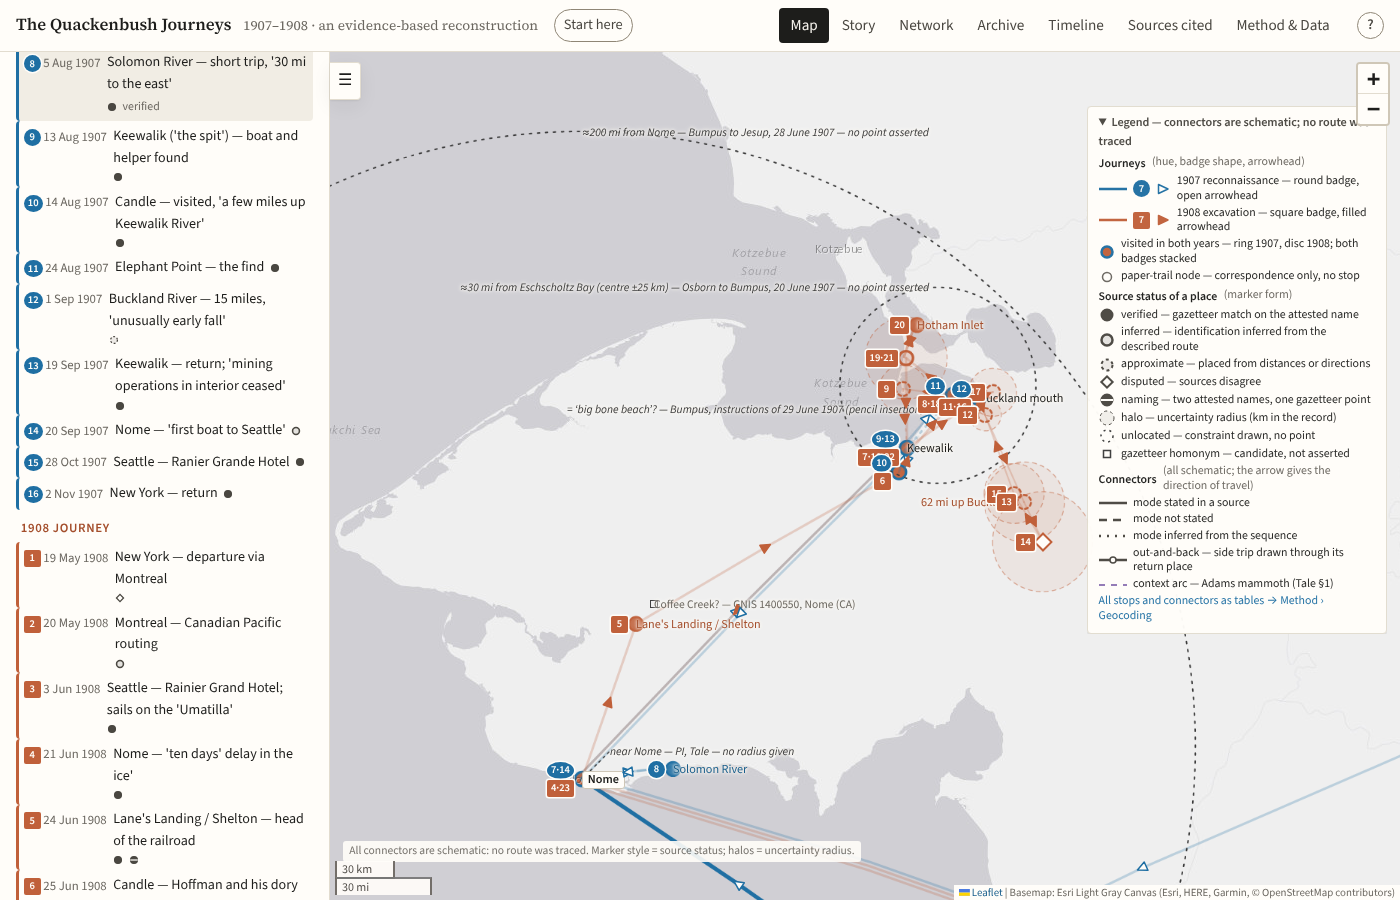 The Quackenbush Journeys 1907–1908 · an evidence-based reconstruction Start here
Map Story Network Archive Timeline Sources cited Method & Data ?
8 5 Aug 1907 Solomon River — short trip, '30 mi
to the east'
verified
9 13 Aug 1907 Keewalik ('the spit') — boat and
helper found
10 14 Aug 1907 Candle — visited, 'a few miles up
Keewalik River'
11 24 Aug 1907 Elephant Point — the find
12 1 Sep 1907 Buckland River — 15 miles,
'unusually early fall'
13 19 Sep 1907 Keewalik — return; 'mining
operations in interior ceased'
14 20 Sep 1907 Nome — 'first boat to Seattle'
15 28 Oct 1907 Seattle — Ranier Grande Hotel
16 2 Nov 1907 New York — return
1908 JOURNEY
1 19 May 1908 New York — departure via
Montreal
2 20 May 1908 Montreal — Canadian Pacific
routing
3 3 Jun 1908 Seattle — Rainier Grand Hotel;
sails on the 'Umatilla'
4 21 Jun 1908 Nome — 'ten days' delay in the
ice'
5 24 Jun 1908 Lane's Landing / Shelton — head
of the railroad
6 25 Jun 1908 Candle — Hoffman and his dory
☰
≈200 mi from Nome — Bumpus to Jesup, 28 June 1907 — no point asserted
Kotzebue
Sound
Kotzebue
≈30 mi from Eschscholtz Bay (centre ±25 km) — Osborn to Bumpus, 20 June 1907 — no point asserted
20 Hotham Inlet
19·21
Kotzebue
Sound
9
11
12
17
8·18
11
12
uckland mouth
= 'big bone beach'? — Bumpus, instructions of 29 June 1907 (pencil insertion
kchi Sea
9·13
Keewalik
10
6
62 mi up Buc
13
14
Coffee Creek? — GNIS 1400550, Nome (CA)
5 Lane's Landing / Shelton
near Nome — PI, Tale — no radius given
7·14
4·23
Nome
8 Solomon River
All connectors are schematic: no route was traced. Marker style = source status; halos = uncertainty radius.
30 km
30 mi
+
−
▼ Legend — connectors are schematic; no route w
traced
Journeys (hue, badge shape, arrowhead)
7 1907 reconnaissance — round badge,
open arrowhead
7 1908 excavation — square badge, filled
arrowhead
visited in both years — ring 1907, disc 1908; both
badges stacked
paper-trail node — correspondence only, no stop
Source status of a place (marker form)
verified — gazetteer match on the attested name
inferred — identification inferred from the
described route
approximate — placed from distances or directions
disputed — sources disagree
naming — two attested names, one gazetteer point
halo — uncertainty radius (km in the record)
unlocated — constraint drawn, no point
gazetteer homonym — candidate, not asserted
Connectors (all schematic; the arrow gives the
direction of travel)
mode stated in a source
mode not stated
mode inferred from the sequence
out-and-back — side trip drawn through its
return place
context arc — Adams mammoth (Tale §1)
All stops and connectors as tables → Method ›
Geocoding
Leaflet | Basemap: Esri Light Gray Canvas (Esri, HERE, Garmin, © OpenStreetMap contributors)